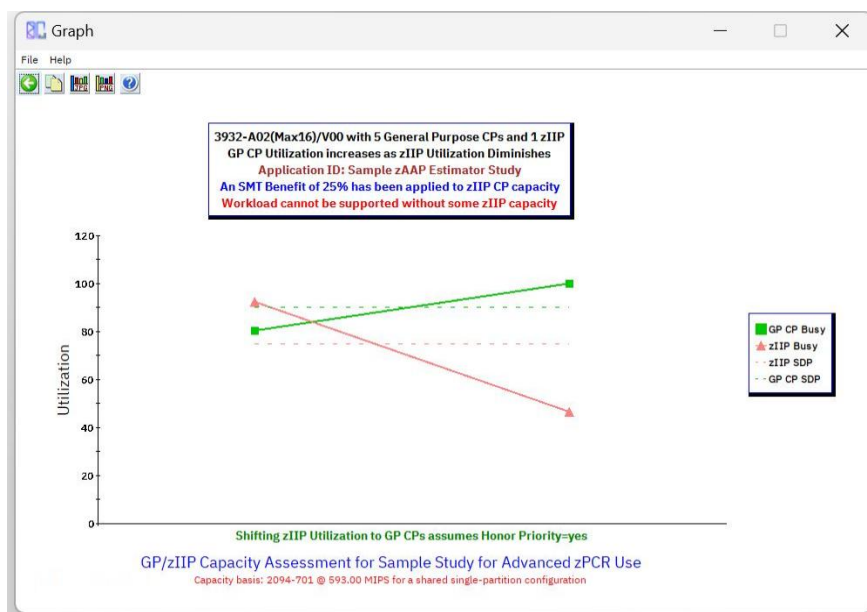 Graph
File Help
3932-A02(Max16)/V00 with 5 General Purpose CPs and 1 zIIP
GP CP Utilization increases as zIIP Utilization Diminishes
Application ID: Sample zAAP Estimator Study
An SMT Benefit of 25% has been applied to zIIP CP capacity
Workload cannot be supported without some zIIP capacity
120
100
80
60
40
20
0
Utilization
GP CP Busy
zIIP Busy
zIIP SDP
GP CP SDP
Shifting zIIP Utilization to GP CPs assumes Honor Priority=yes
GP/zIIP Capacity Assessment for Sample Study for Advanced zPCR Use
Capacity basis: 2094-701 @ 593.00 MIPS for a shared single-partition configuration